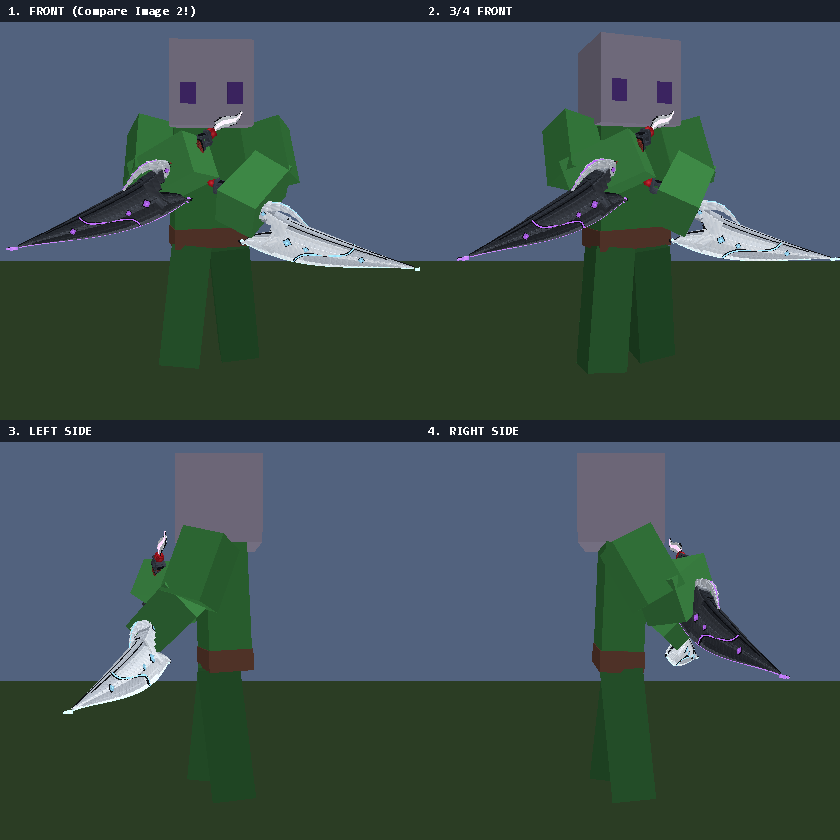 1. FRONT (Compare Image 2!)
2. 3/4 FRONT
3. LEFT SIDE
4. RIGHT SIDE